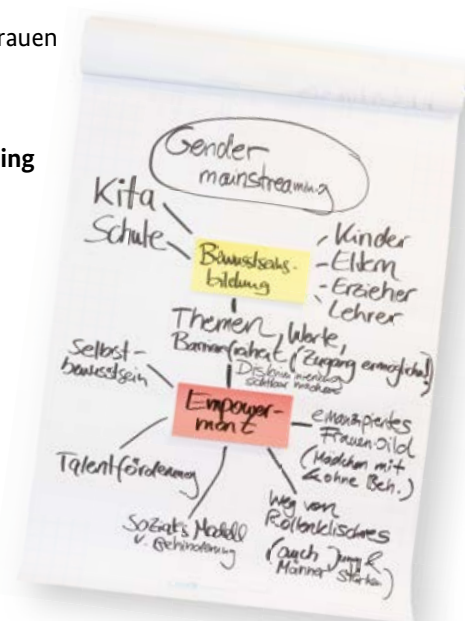 rauen
ing
Gender
mainstreaming
Kita
Schule
Bewusstseins-
bildung
Kinder
-Eltern
-Erzieher
Lehrer
Themen, Werte,
Barrierefreiheit (Zugang ermöglichen!)
Diskriminierung
sichtbar machen
Selbst-
bewusstsein
Empower-
ment
-emanzipiertes
Frauenbild
(Mädchen mit
& ohne Beh.)
Talentförderung
Soziales Modell
v. Behinderung
weg von
Rollenklischees
(auch Jungs &
Männer stärken)